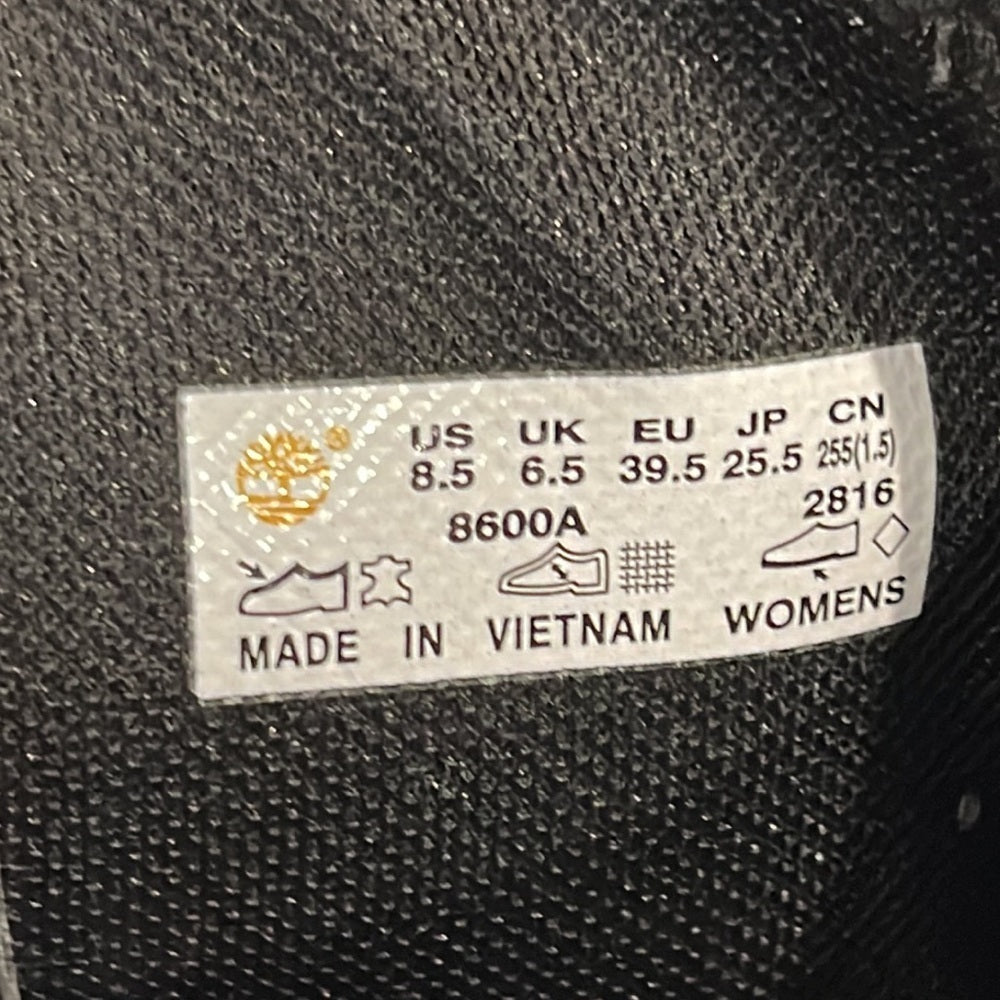 ®
US UK EU JP CN
8.5 6.5 39.5 25.5 255(1.5)
8600A 2816
MADE IN VIETNAM WOMENS